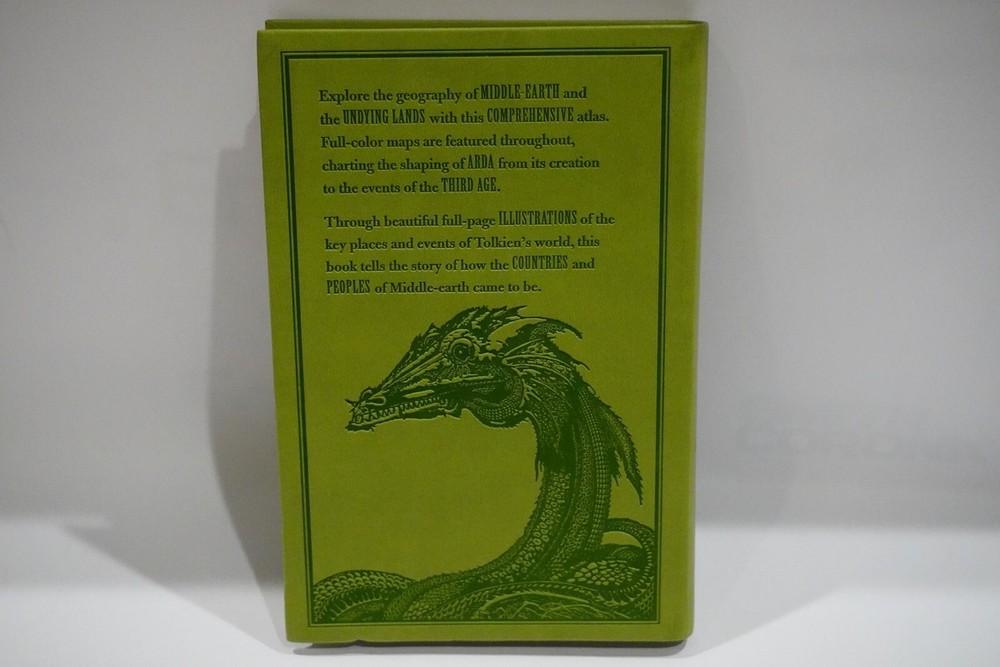 Explore the geography of MIDDLE-EARTH and
the UNDYING LANDS with this COMPREHENSIVE atlas.
Full-color maps are featured throughout,
charting the shaping of ARDA from its creation
to the events of the THIRD AGE.
Through beautiful full-page ILLUSTRATIONS of the
key places and events of Tolkien's world, this
book tells the story of how the COUNTRIES and
PEOPLES of Middle-earth came to be.